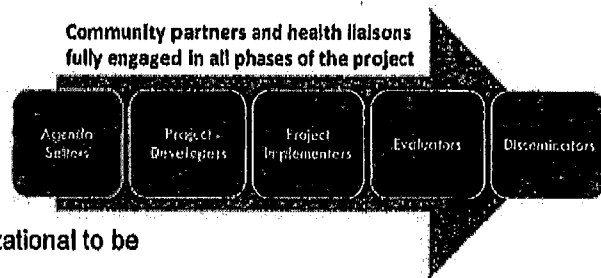 Community partners and health liaisons
fully engaged in all phases of the project
Agenda
Setters
Project
Developers
Project
Implementers
Evaluators
Disseminators
zational to be